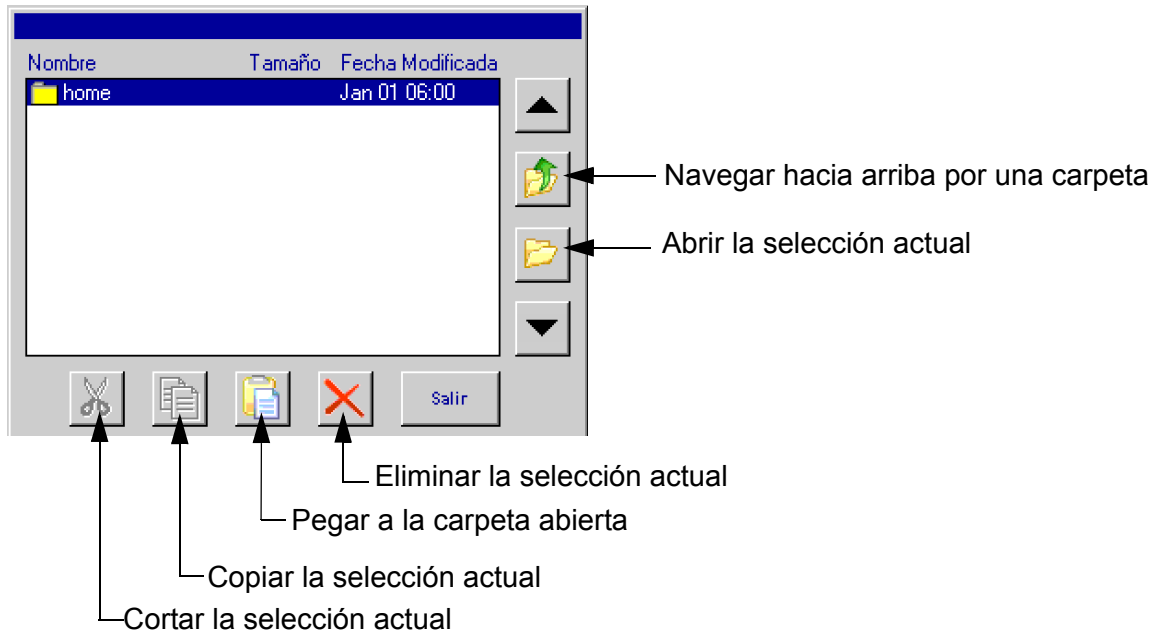 Nombre Tamaño Fecha Modificada
home Jan 01 06:00
Navegar hacia arriba por una carpeta
Abrir la selección actual
Salir
Eliminar la selección actual
Pegar a la carpeta abierta
Copiar la selección actual
Cortar la selección actual